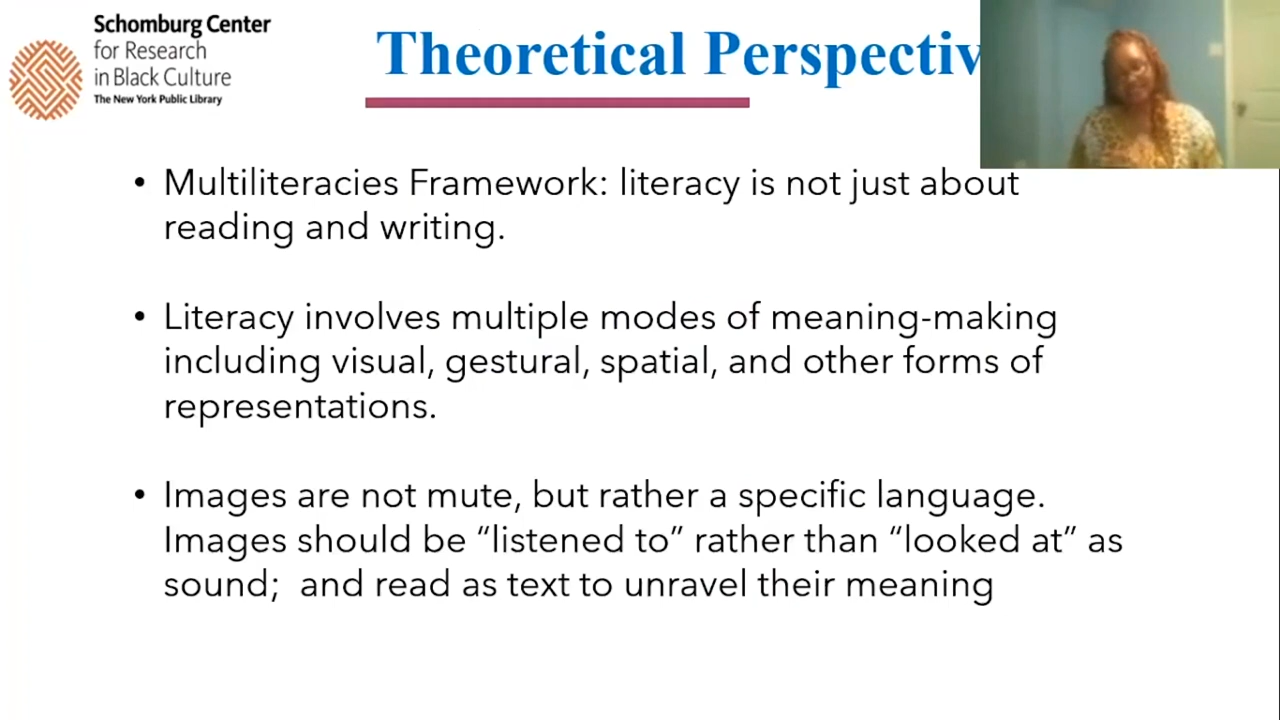 Schomburg Center
for Research
in Black Culture
The New York Public Library
Theoretical Perspectiv
• Multiliteracies Framework: literacy is not just about
reading and writing.
• Literacy involves multiple modes of meaning-making
including visual, gestural, spatial, and other forms of
representations.
• Images are not mute, but rather a specific language.
Images should be “listened to” rather than “looked at” as
sound;  and read as text to unravel their meaning